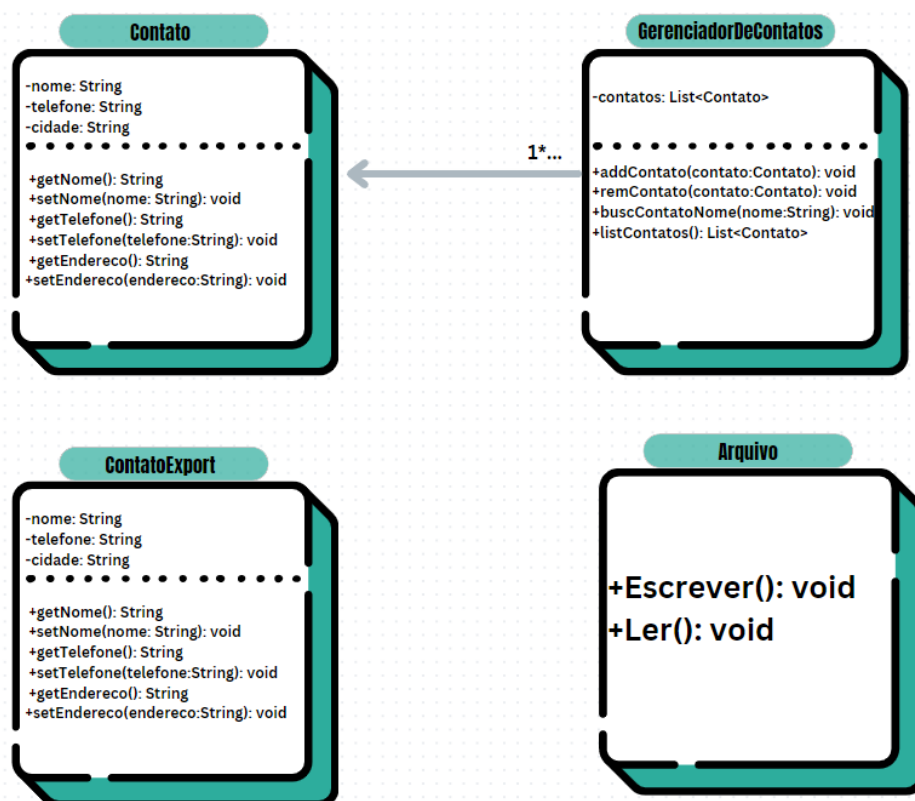 Contato
-nome: String
-telefone: String
-cidade: String
+getNome(): String
+setNome(nome: String): void
+getTelefone(): String
+setTelefone(telefone:String): void
+getEndereco(): String
+setEndereco(endereco:String): void
1*...
GerenciadorDeContatos
-contatos: List<Contato>
+addContato(contato:Contato): void
+remContato(contato:Contato): void
+buscContatoNome(nome:String): void
+listContatos(): List<Contato>
ContatoExport
-nome: String
-telefone: String
-cidade: String
+getNome(): String
+setNome(nome: String): void
+getTelefone(): String
+setTelefone(telefone:String): void
+getEndereco(): String
+setEndereco(endereco:String): void
Arquivo
+Escrever(): void
+Ler(): void